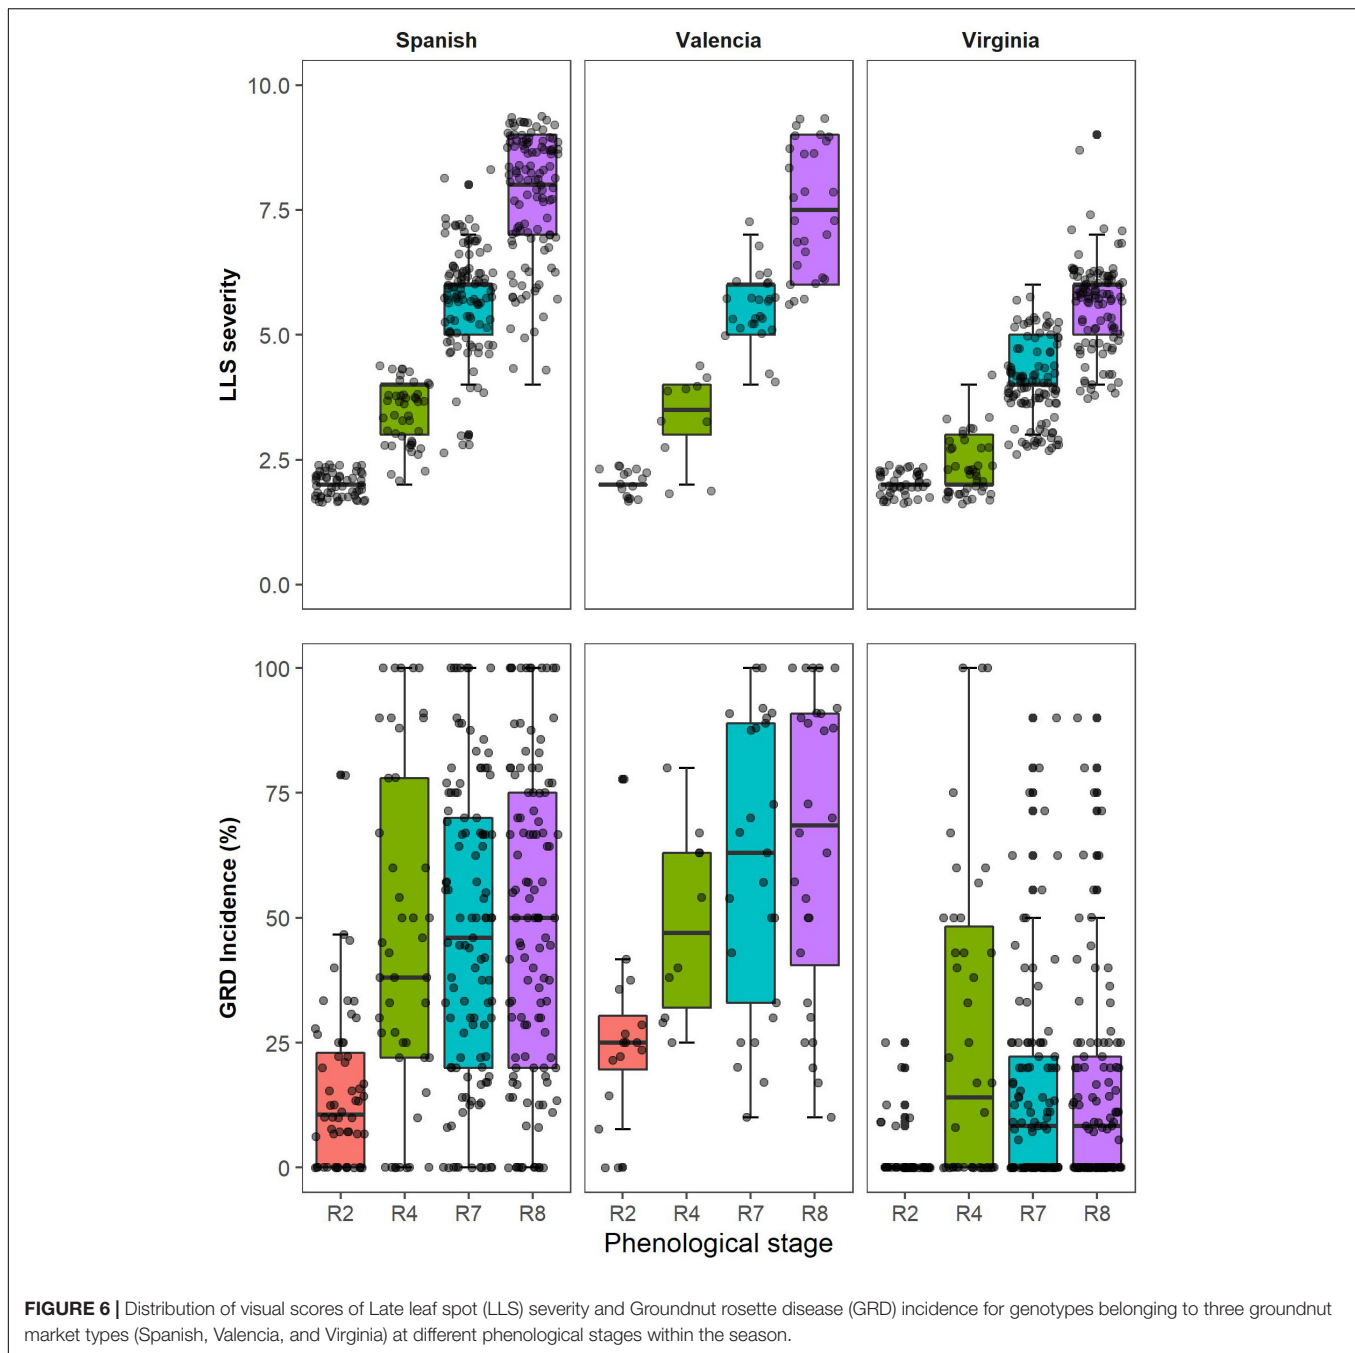 Spanish Valencia Virginia
10.0
7.5
5.0
2.5
0.0
LLS severity
100
75
50
25
0
GRD Incidence (%)
R2 R4 R7 R8 R2 R4 R7 R8 R2 R4 R7 R8
Phenological stage
FIGURE 6 | Distribution of visual scores of Late leaf spot (LLS) severity and Groundnut rosette disease (GRD) incidence for genotypes belonging to three groundnut
market types (Spanish, Valencia, and Virginia) at different phenological stages within the season.